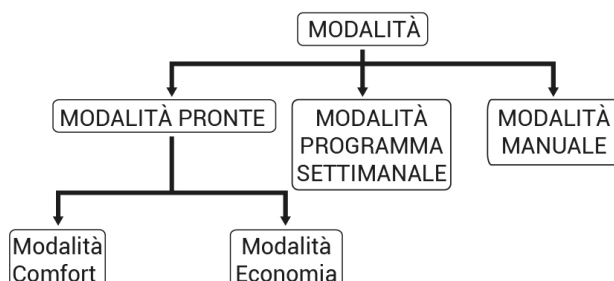 MODALITÀ
MODALITÀ PRONTE
MODALITÀ
PROGRAMMA
SETTIMANALE
MODALITÀ
MANUALE
Modalità
Comfort
Modalità
Economia